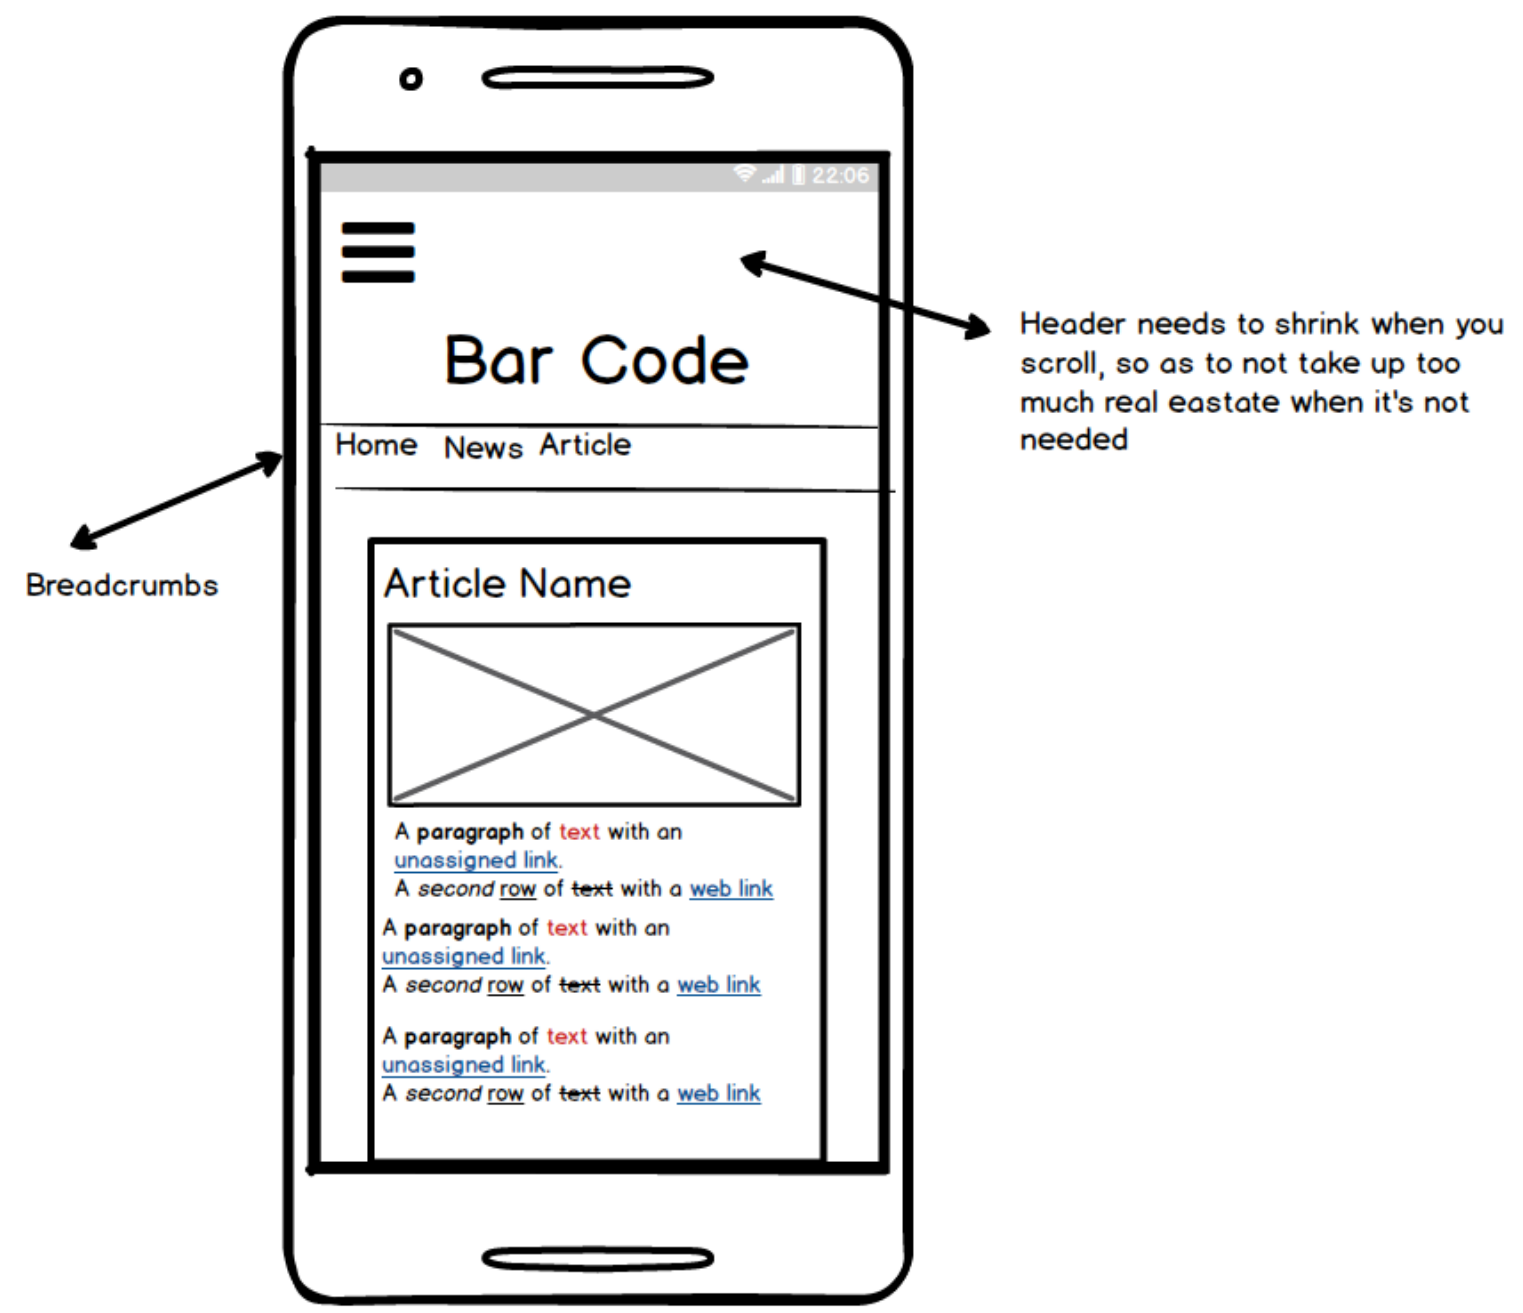 22:06
Bar Code
Home News Article
Header needs to shrink when you
scroll, so as to not take up too
much real eastate when it's not
needed
Breadcrumbs
Article Name
A paragraph of text with an
unassigned link.
A second row of text with a web link
A paragraph of text with an
unassigned link.
A second row of text with a web link
A paragraph of text with an
unassigned link.
A second row of text with a web link